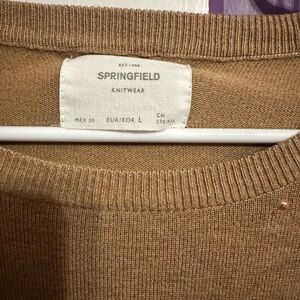 EST. 1988
SPRINGFIELD
KNITWEAR
MEX 30 EUR/KOR L CN